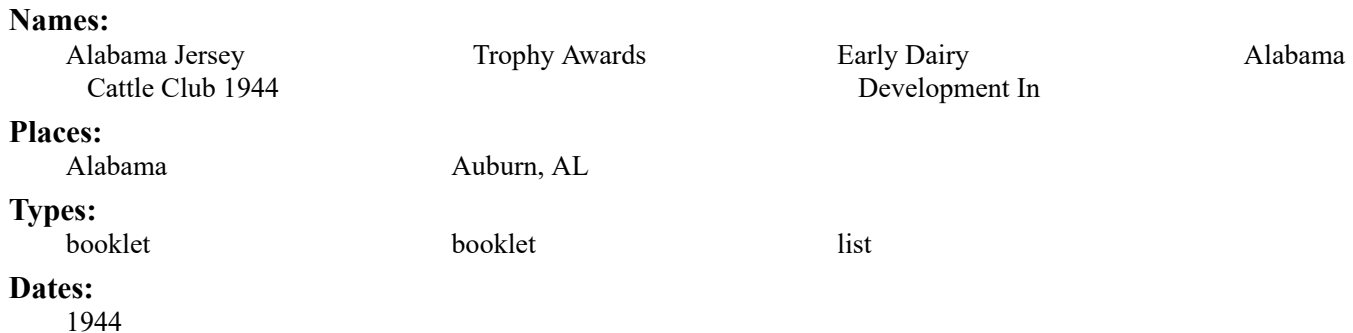 Names:
Alabama Jersey Trophy Awards Early Dairy Alabama
Cattle Club 1944 Development In
Places:
Alabama Auburn, AL
Types:
booklet booklet list
Dates:
1944